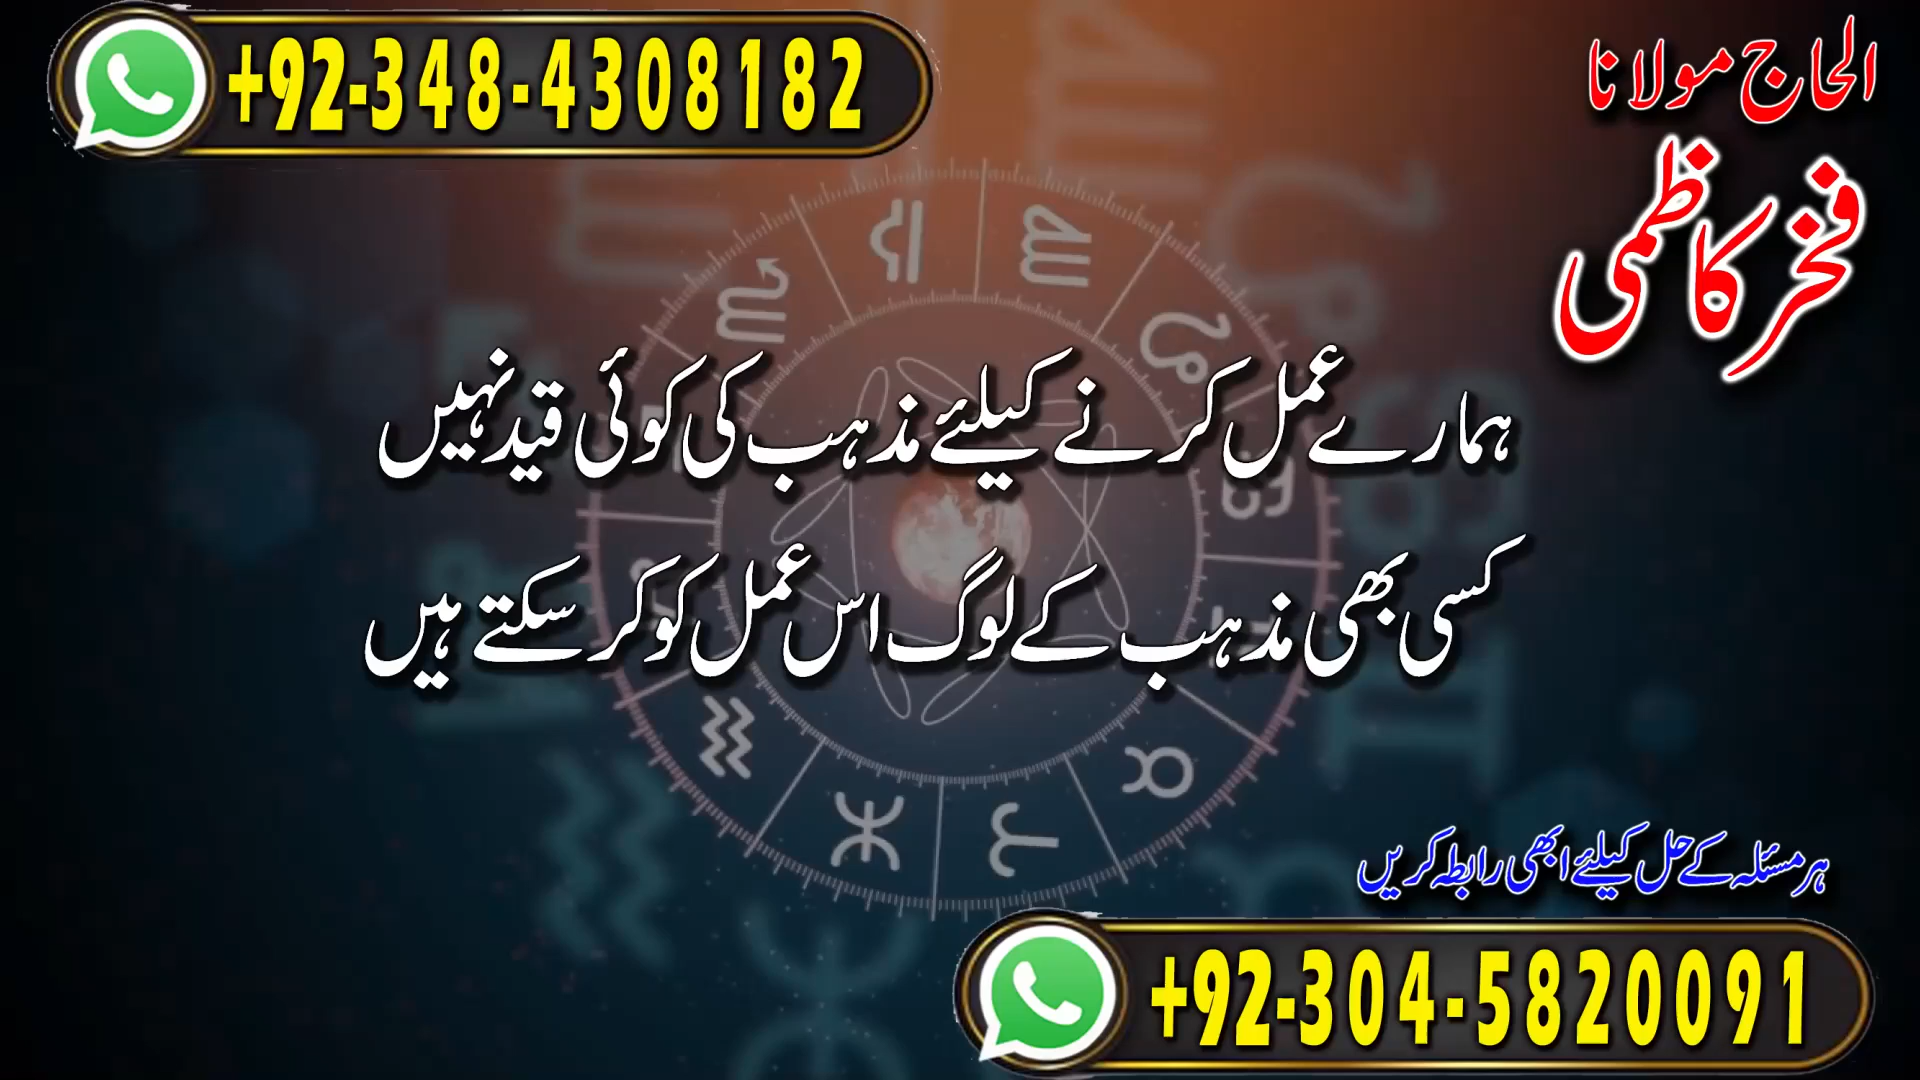 +92-348-4308182
الحاج مولانا
فخر کاظمی
ہمارے عمل کرنے کیلئے مذہب کی کوئی قید نہیں
کسی بھی مذہب کے لوگ اس عمل کو کر سکتے ہیں
ہر مسئلہ کے حل کیلئے ابھی رابطہ کریں
+92-304-5820091